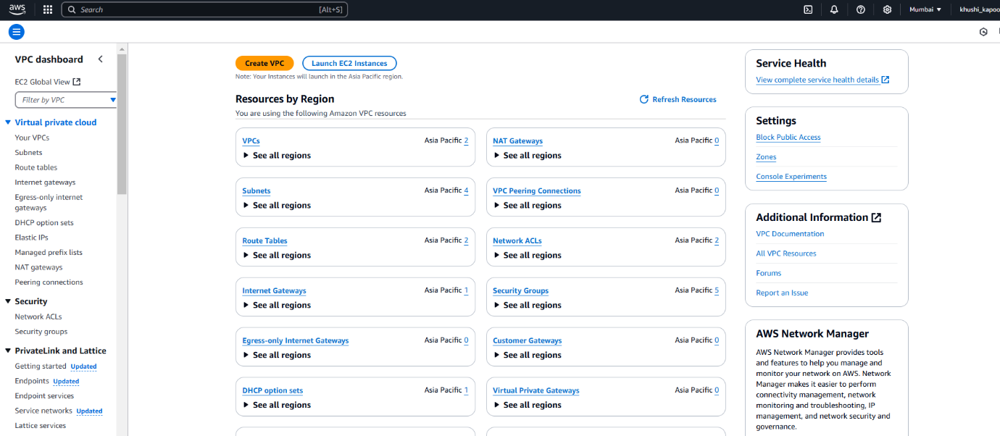 aws
Search [Alt+S]
Mumbai
khushi_kapoo
VPC dashboard
EC2 Global View
Filter by VPC
Virtual private cloud
Your VPCs
Subnets
Route tables
Internet gateways
Egress-only internet
gateways
DHCP option sets
Elastic IPs
Managed prefix lists
NAT gateways
Peering connections
Security
Network ACLs
Security groups
PrivateLink and Lattice
Getting started Updated
Endpoints Updated
Endpoint services
Service networks Updated
Lattice services
Create VPC
Launch EC2 Instances
Note: Your Instances will launch in the Asia Pacific region.
Resources by Region
Refresh Resources
You are using the following Amazon VPC resources
VPCs Asia Pacific 2
See all regions
NAT Gateways Asia Pacific 0
See all regions
Subnets Asia Pacific 4
See all regions
VPC Peering Connections Asia Pacific 0
See all regions
Route Tables Asia Pacific 2
See all regions
Network ACLs Asia Pacific 2
See all regions
Internet Gateways Asia Pacific 1
See all regions
Security Groups Asia Pacific 5
See all regions
Egress-only Internet Gateways Asia Pacific 0
See all regions
Customer Gateways Asia Pacific 0
See all regions
DHCP option sets Asia Pacific 1
See all regions
Virtual Private Gateways Asia Pacific 0
See all regions
Service Health
View complete service health details
Settings
Block Public Access
Zones
Console Experiments
Additional Information
VPC Documentation
All VPC Resources
Forums
Report an Issue
AWS Network Manager
AWS Network Manager provides tools
and features to help you manage and
monitor your network on AWS. Network
Manager makes it easier to perform
connectivity management, network
monitoring and troubleshooting, IP
management, and network security and
governance.